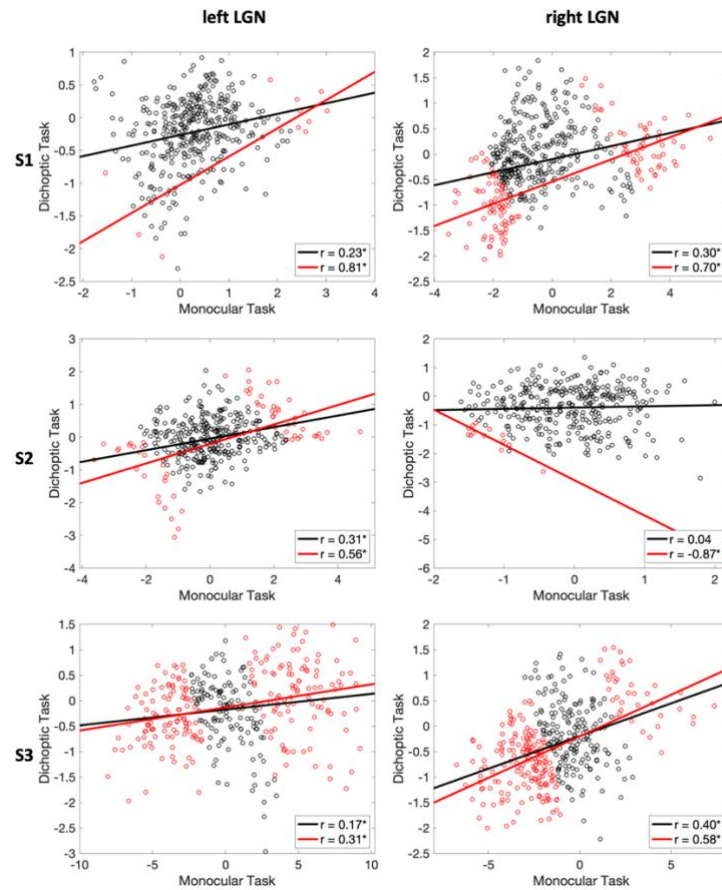 left LGN
right LGN
S1
Dichoptic Task
1
0.5
0
-0.5
-1
-1.5
-2
-2.5
-2 -1 0 1 2 3 4
Monocular Task
r = 0.23*
r = 0.81*
Dichoptic Task
2
1.5
1
0.5
0
-0.5
-1
-1.5
-2
-2.5
-4 -2 0 2 4
Monocular Task
r = 0.30*
r = 0.70*
S2
Dichoptic Task
3
2
1
0
-1
-2
-3
-4
-4 -2 0 2 4
Monocular Task
r = 0.31*
r = 0.56*
Dichoptic Task
2
1
0
-1
-2
-3
-4
-5
-6
-2 -1 0 1 2
Monocular Task
r = 0.04
r = -0.87*
S3
Dichoptic Task
1.5
1
0.5
0
-0.5
-1
-1.5
-2
-2.5
-3
-10 -5 0 5 10
Monocular Task
r = 0.17*
r = 0.31*
Dichoptic Task
2
1.5
1
0.5
0
-0.5
-1
-1.5
-2
-2.5
-5 0 5
Monocular Task
r = 0.40*
r = 0.58*